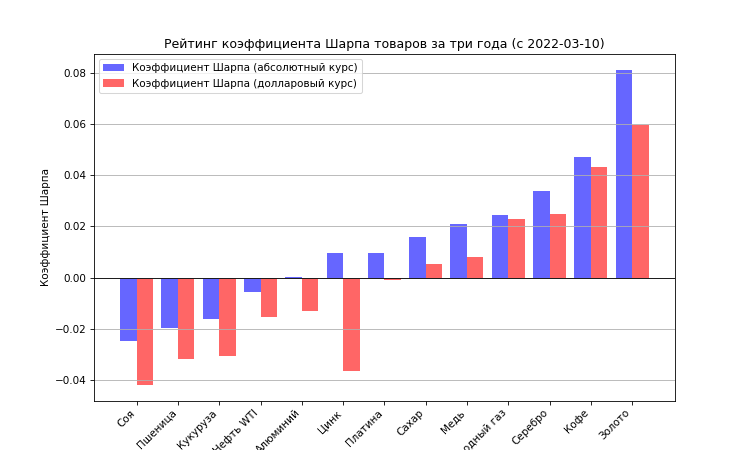 Рейтинг коэффициента Шарпа товаров за три года (с 2022-03-10)
Коэффициент Шарпа (абсолютный курс)
Коэффициент Шарпа (долларовый курс)
Коэффициент Шарпа
0.08
0.06
0.04
0.02
0.00
−0.02
−0.04
Соя
Пшеница
Кукуруза
Нефть WTI
Алюминий
Цинк
Платина
Сахар
Медь
одный газ
Серебро
Кофе
Золото